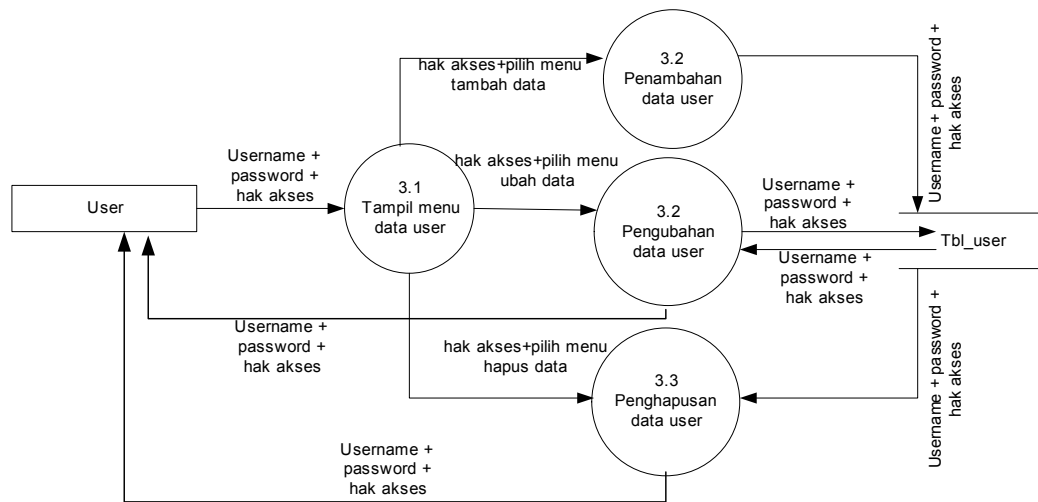 hak akses+pilih menu
tambah data
3.2
Penambahan
data user
Username + password +
hak akses
Username +
password +
hak akses
User
3.1
Tampil menu
data user
hak akses+pilih menu
ubah data
3.2
Pengubahan
data user
Username +
password +
hak akses
Tbl_user
Username +
password +
hak akses
Username +
password +
hak akses
hak akses+pilih menu
hapus data
3.3
Penghapusan
data user
Username + password +
hak akses
Username +
password +
hak akses